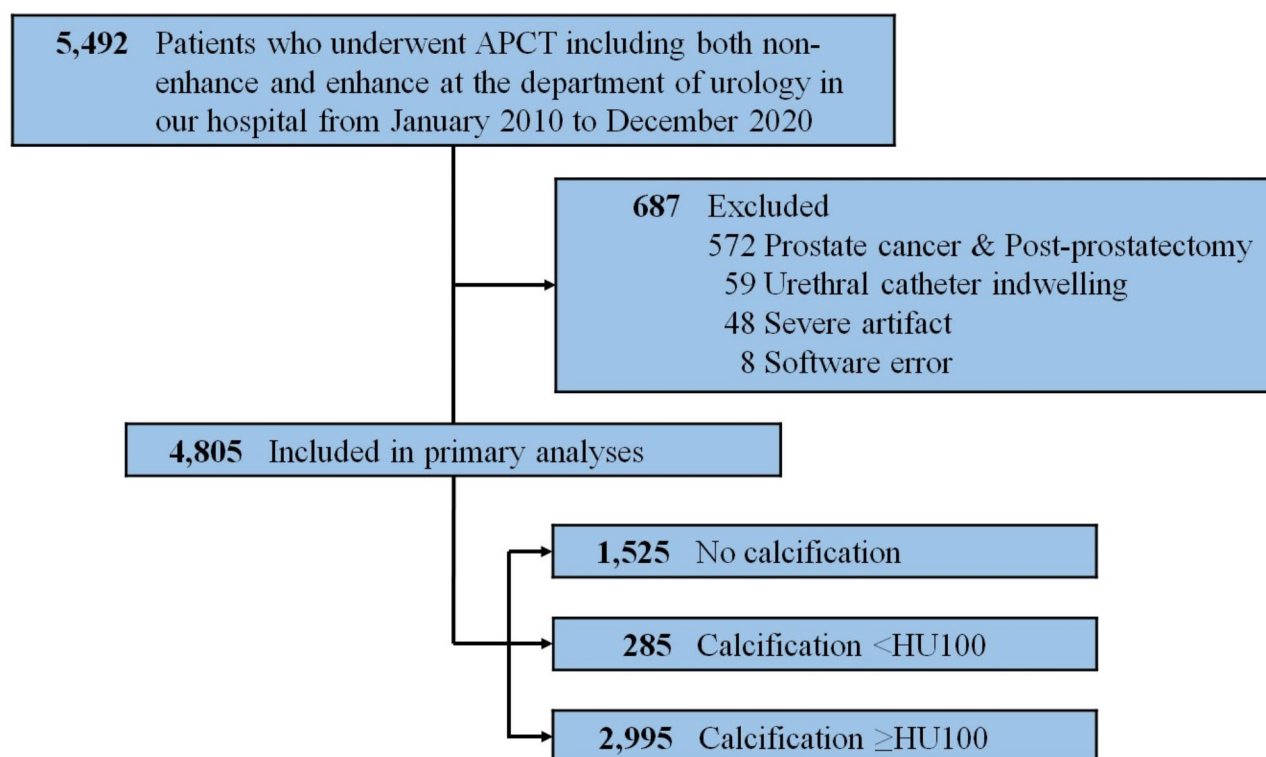 5,492 Patients who underwent APCT including both non-
enhance and enhance at the department of urology in
our hospital from January 2010 to December 2020
687 Excluded
572 Prostate cancer & Post-prostatectomy
59 Urethral catheter indwelling
48 Severe artifact
8 Software error
4,805 Included in primary analyses
1,525 No calcification
285 Calcification <HU100
2,995 Calcification ≥HU100